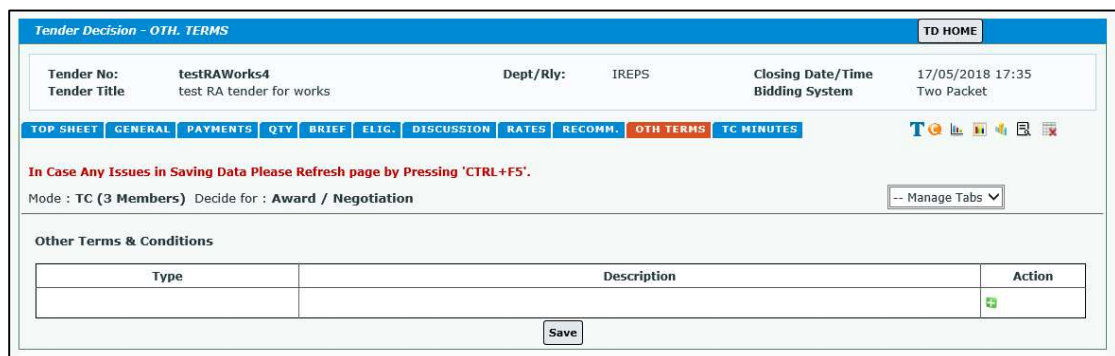 Tender Decision - OTH. TERMS TD HOME
Tender No: testRAWorks4 Dept/Rly: IREPS Closing Date/Time 17/05/2018 17:35
Tender Title test RA tender for works Bidding System Two Packet
TOP SHEET GENERAL PAYMENTS QTY BRIEF ELIG. DISCUSSION RATES RECOMM. OTH TERMS TC MINUTES T C
In Case Any Issues in Saving Data Please Refresh page by Pressing 'CTRL+F5'.
Mode : TC (3 Members) Decide for : Award / Negotiation -- Manage Tabs
Other Terms & Conditions
Type Description Action
Save